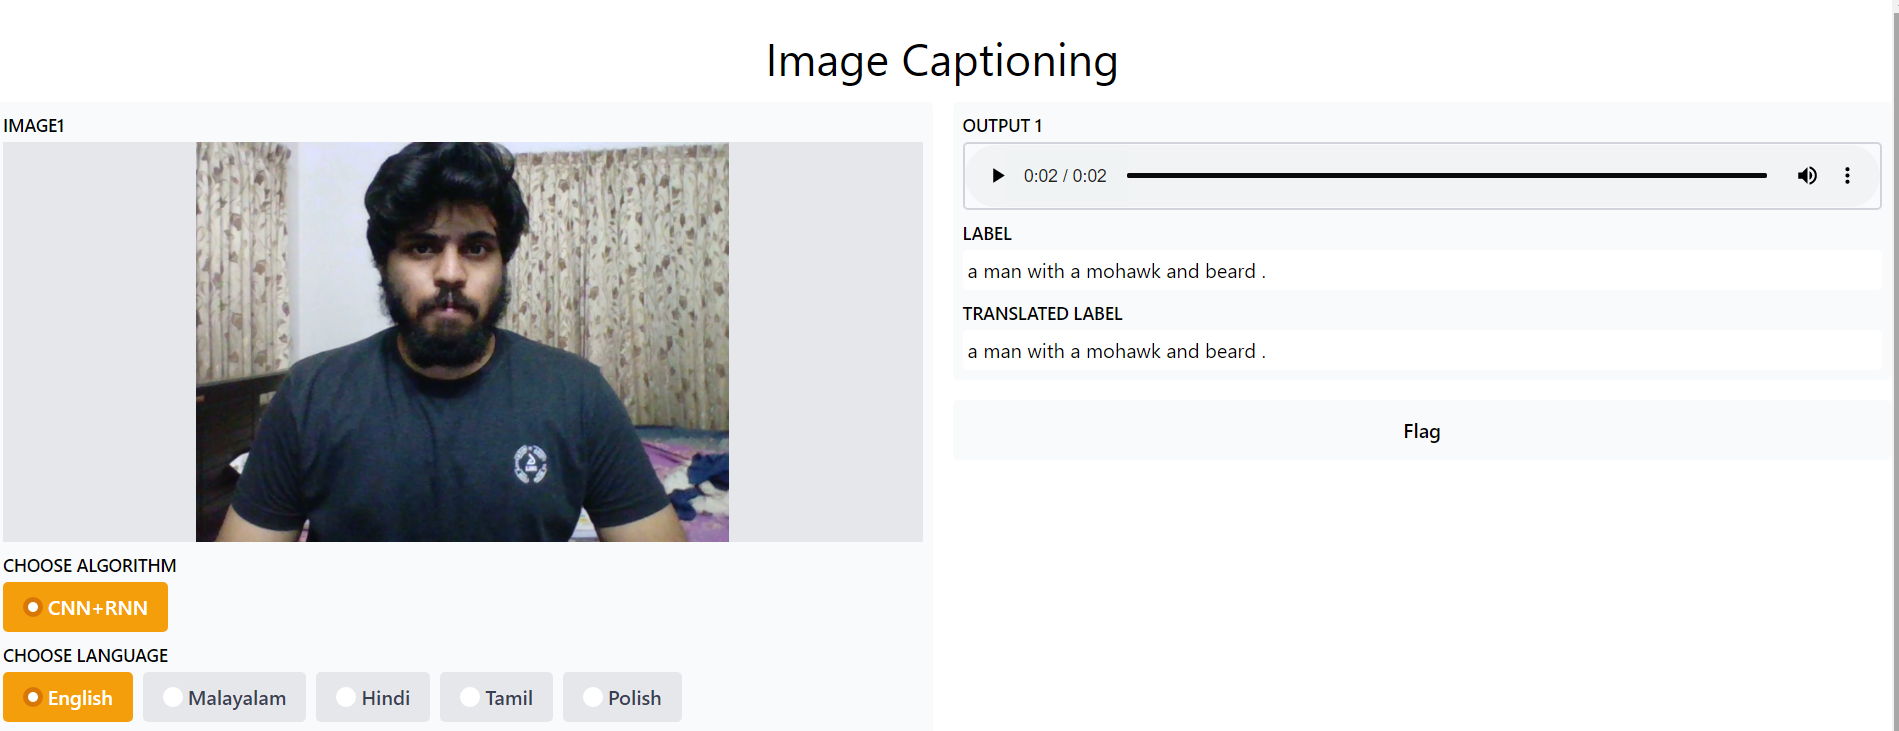 Image Captioning
IMAGE1
CHOOSE ALGORITHM
CNN+RNN
CHOOSE LANGUAGE
English Malayalam Hindi Tamil Polish
OUTPUT 1
0:02 / 0:02
LABEL
a man with a mohawk and beard .
TRANSLATED LABEL
a man with a mohawk and beard .
Flag